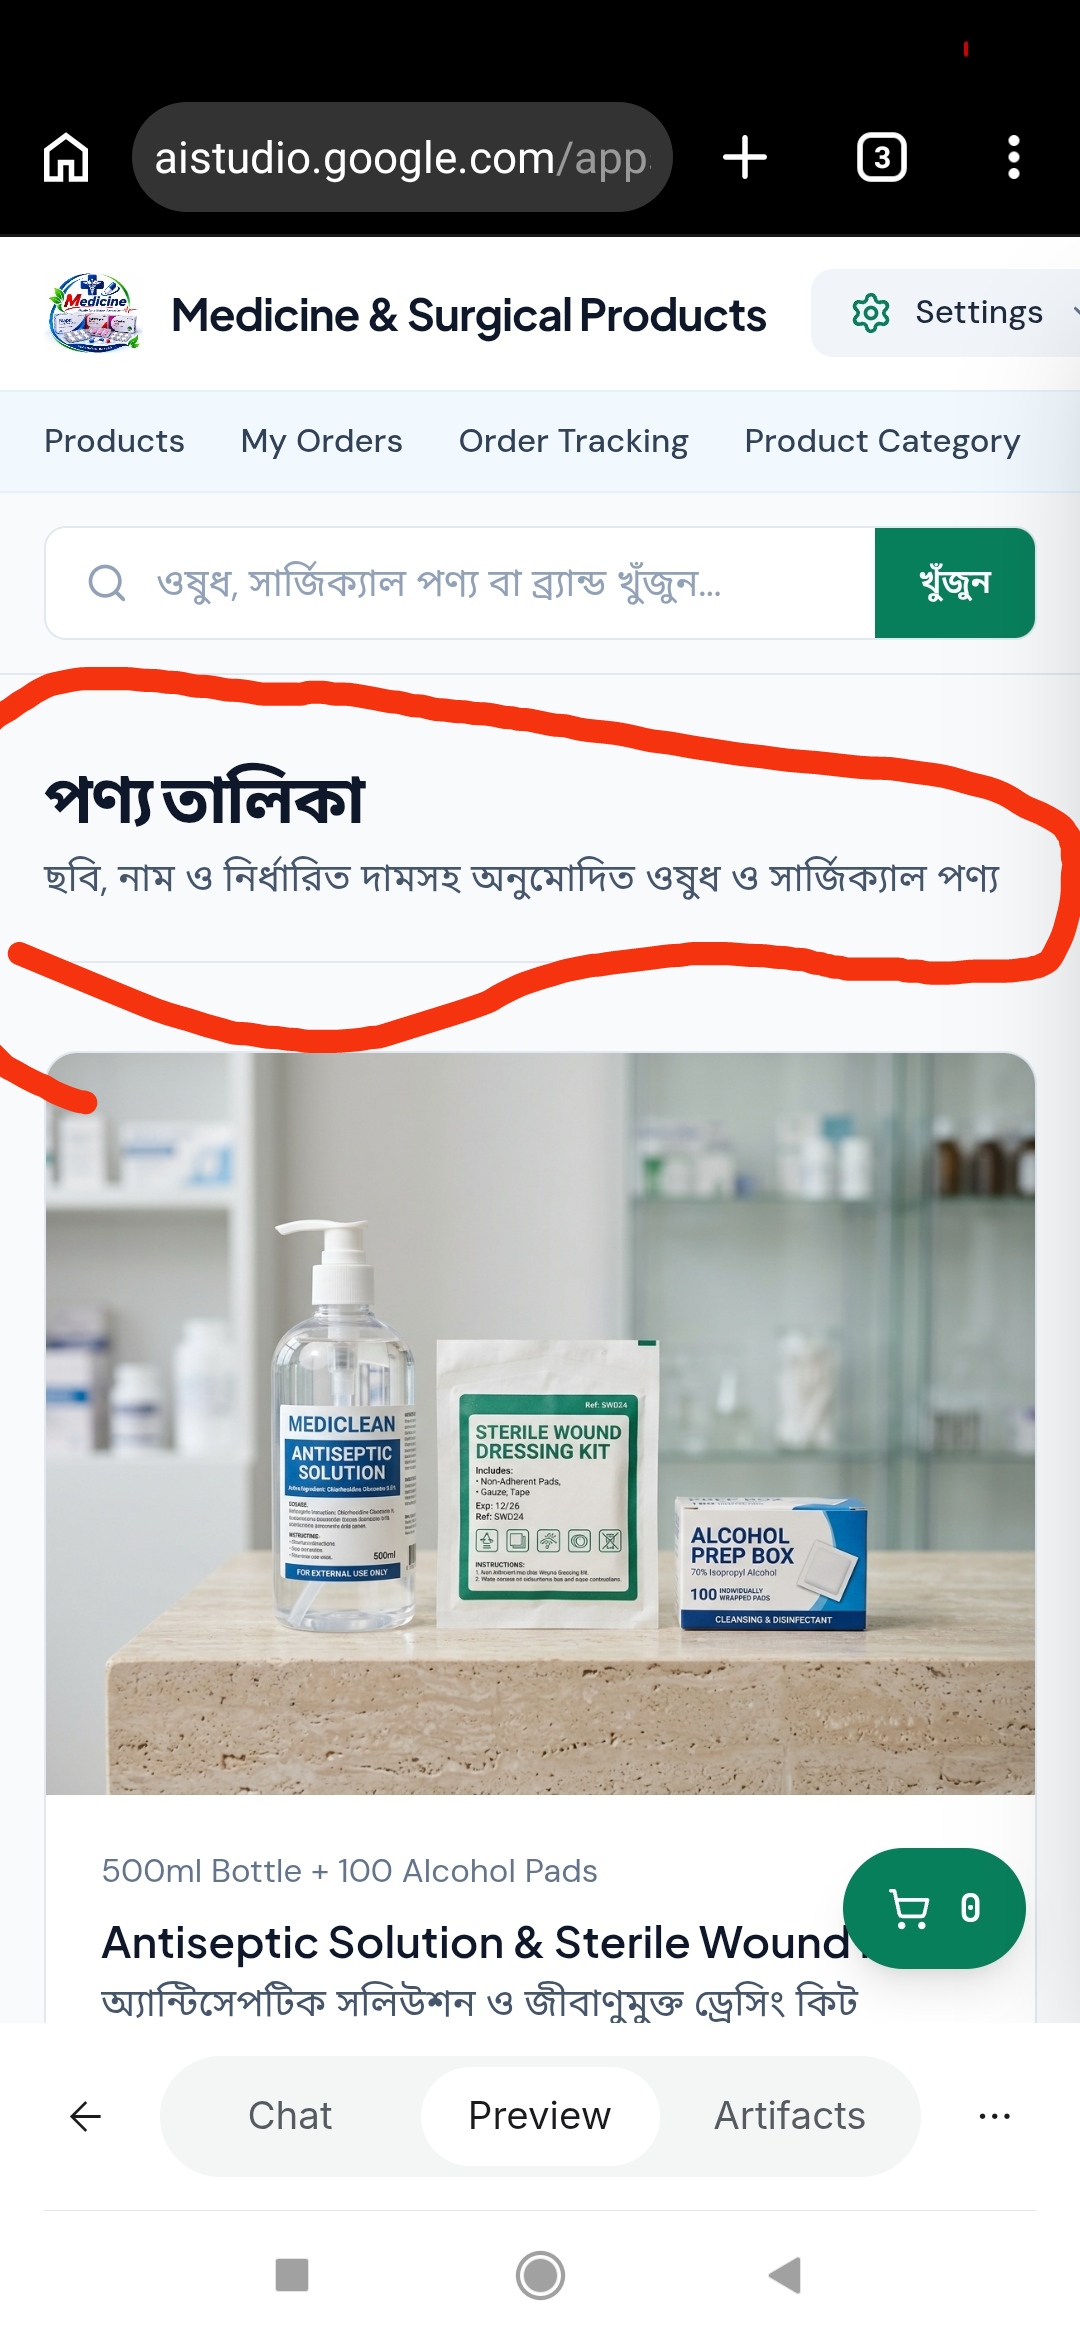 aistudio.google.com/app
3
Medicine
Medicine & Surgical Products
Settings
Products
My Orders
Order Tracking
Product Category
ওষুধ, সার্জিক্যাল পণ্য বা ব্র্যান্ড খুঁজুন...
খুঁজুন
পণ্য তালিকা
ছবি, নাম ও নির্ধারিত দামসহ অনুমোদিত ওষুধ ও সার্জিক্যাল পণ্য
MEDICLEAN
ANTISEPTIC
SOLUTION
500ml
FOR EXTERNAL USE ONLY
Ref: SWD24
STERILE WOUND
DRESSING KIT
Includes:
• Non-Adherent Pads,
• Gauze, Tape
Exp: 12/26
Ref: SWD24
INSTRUCTIONS:
ALCOHOL
PREP BOX
70% Isopropyl Alcohol
100 INDIVIDUALLY
WRAPPED PADS
CLEANSING & DISINFECTANT
500ml Bottle + 100 Alcohol Pads
Antiseptic Solution & Sterile Wound
অ্যান্টিসেপটিক সলিউশন ও জীবাণুমুক্ত ড্রেসিং কিট
0
Chat
Preview
Artifacts